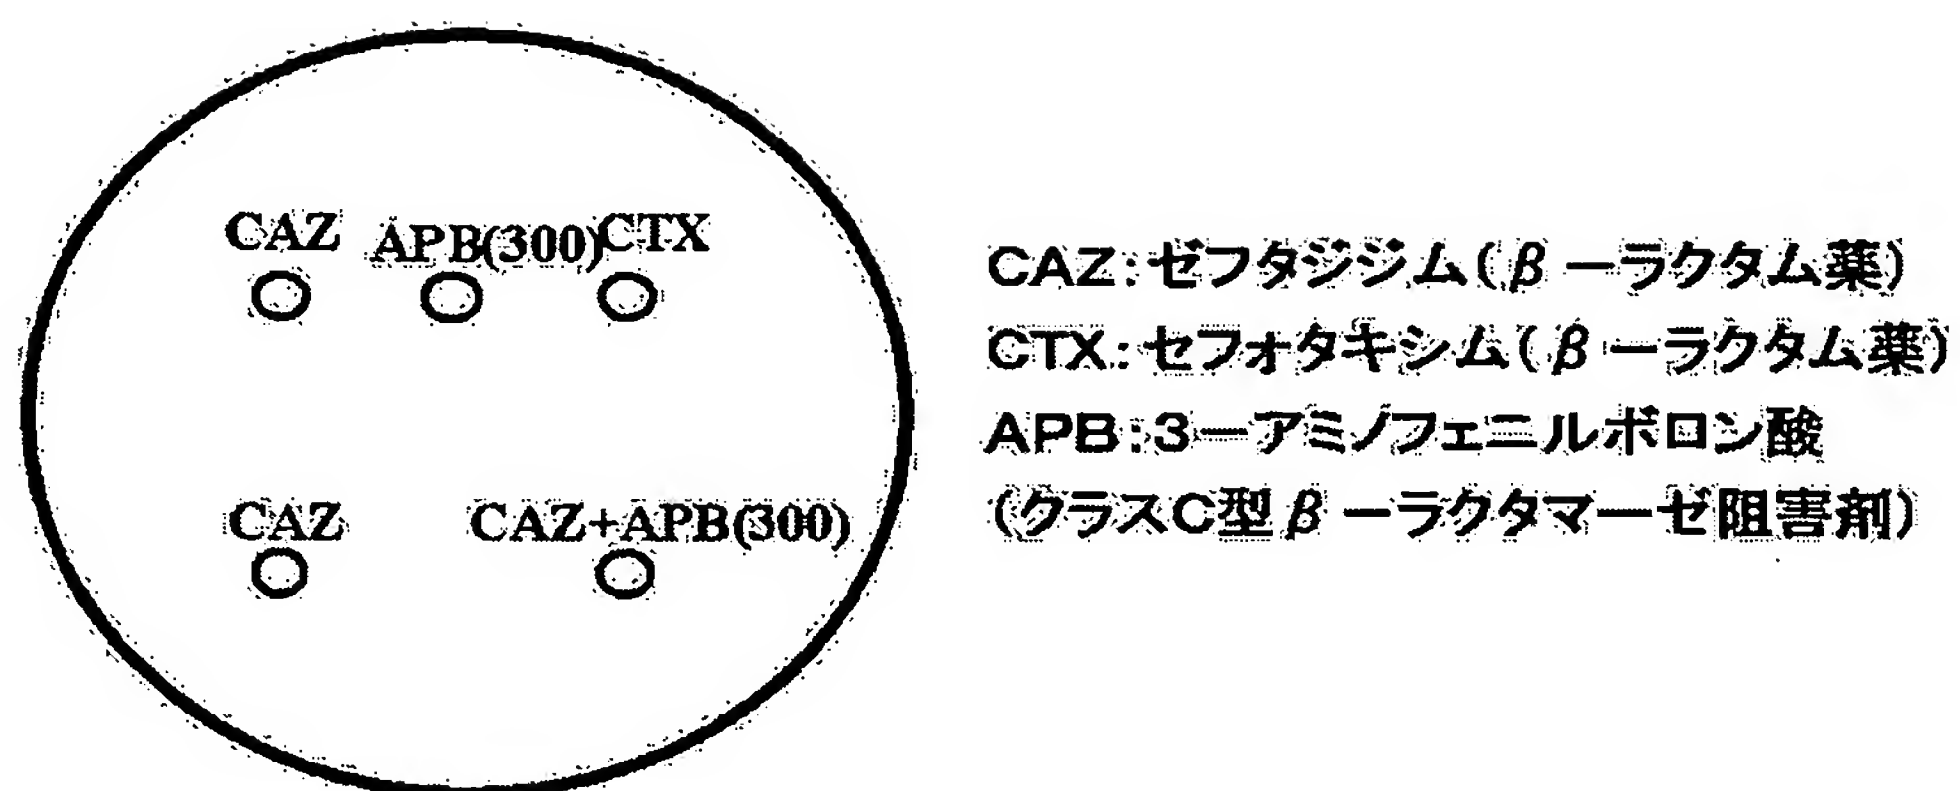 CAZ APB(300) CTX
CAZ CAZ+APB(300)
CAZ:ゼフタジジム(β-ラクタム薬)
CTX:セフォタキシム(β-ラクタム薬)
APB:3-アミノフェニルボロン酸
(クラスC型β-ラクタマーゼ阻害剤)